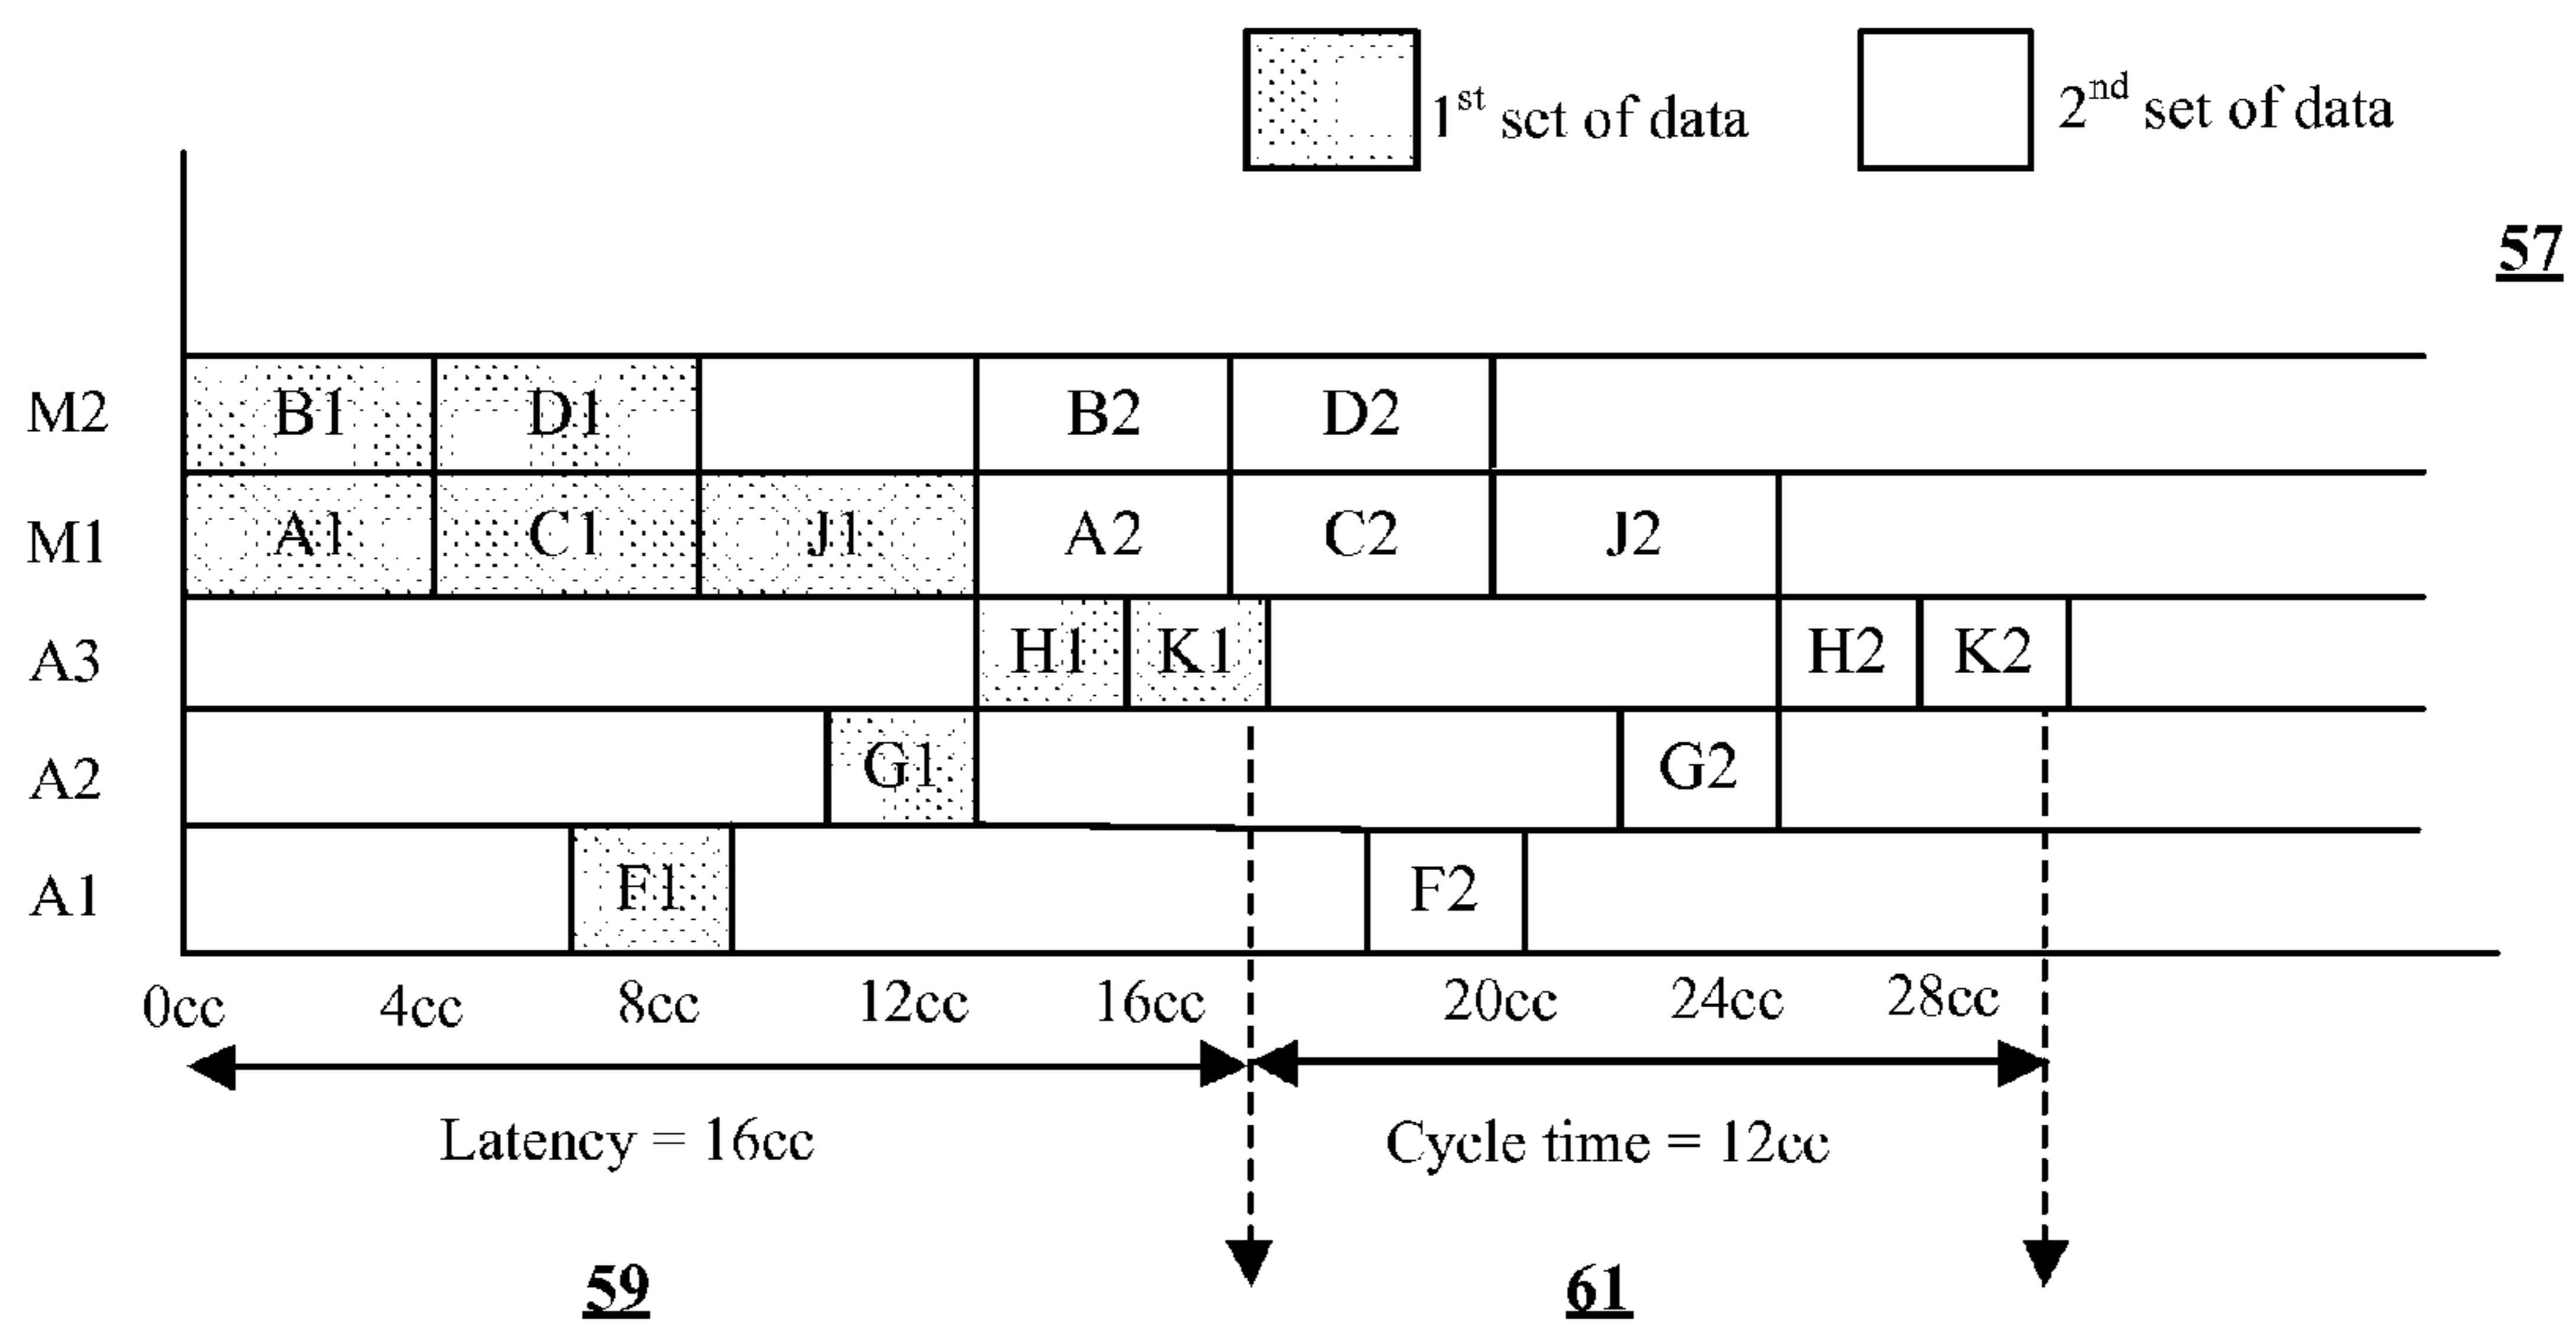 1st sct of data
2nd set of data
57
M2 B1 D1 B2 D2
M1 A1 C1 J1 A2 C2 J2
A3 H1 K1 H2 K2
A2 G1 G2
A1 F1 F2
0cc 4cc 8cc 12cc 16cc 20cc 24cc 28cc
Latency = 16cc Cycle time = 12cc
59 61